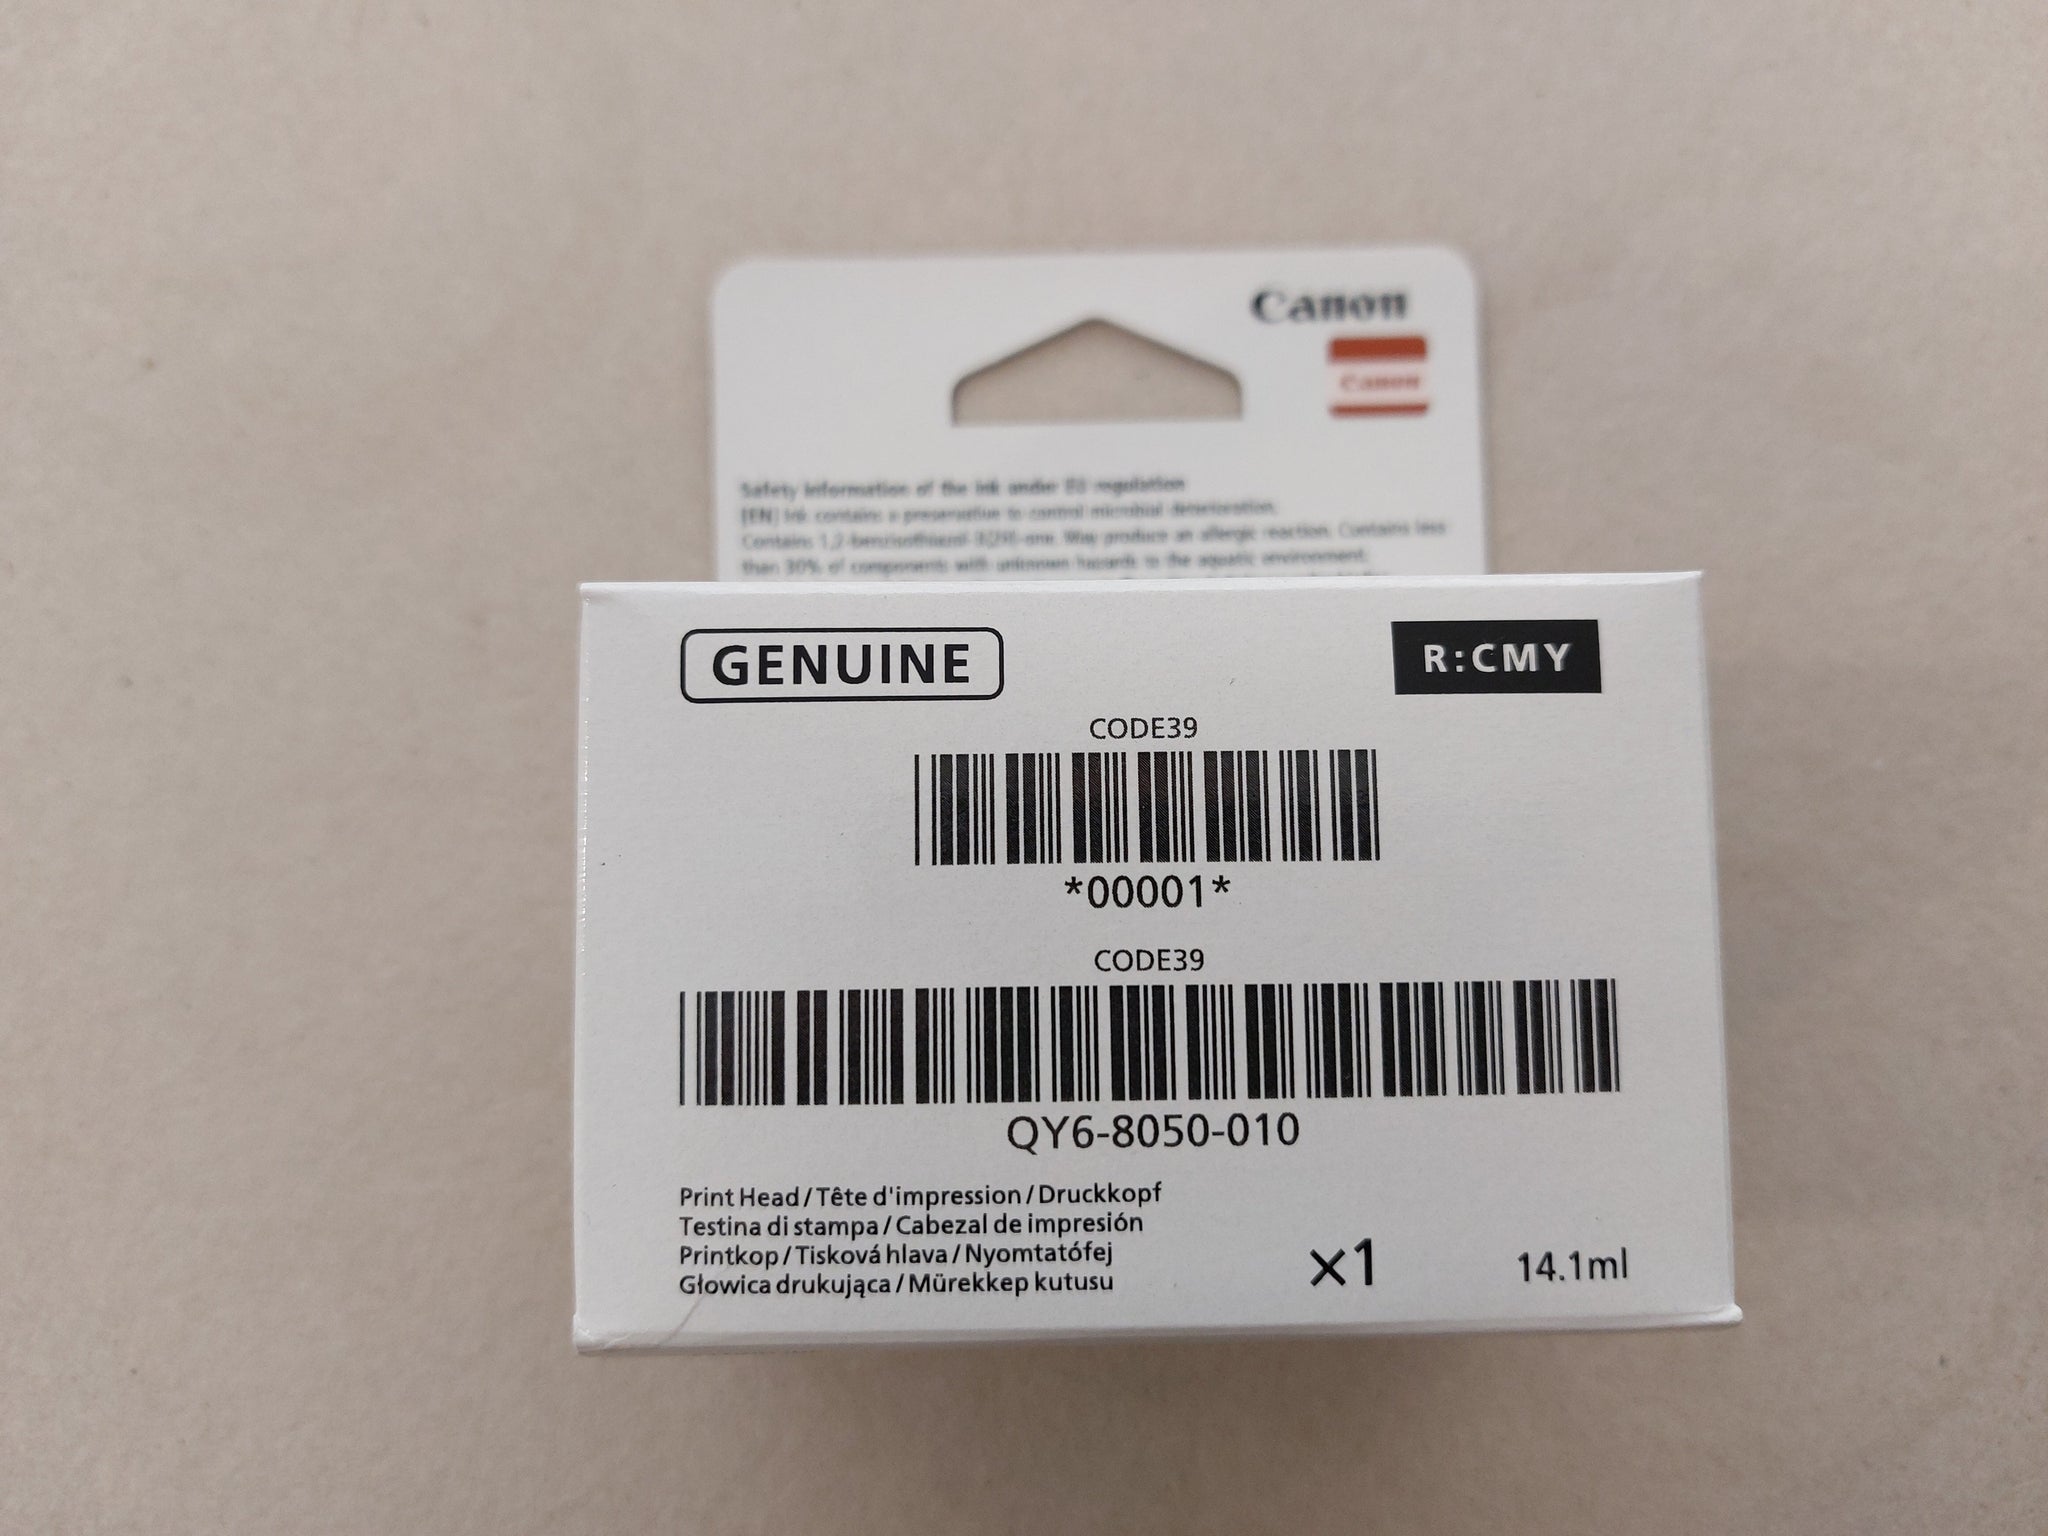 Canon
Canon
Safety Information of the Ink under EU regulation
[EN] Ink contains a preservative to control microbial deterioration.
Contains 1,2-benzisothiazol-3(2H)-one. May produce an allergic reaction. Contains less
than 30% of components with unknown hazards to the aquatic environment.
GENUINE
R:CMY
CODE39
*00001*
CODE39
QY6-8050-010
Print Head / Tête d'impression / Druckkopf
Testina di stampa / Cabezal de impresión
Printkop / Tisková hlava / Nyomtatófej
Głowica drukująca / Mürekkep kutusu
x1
14.1ml